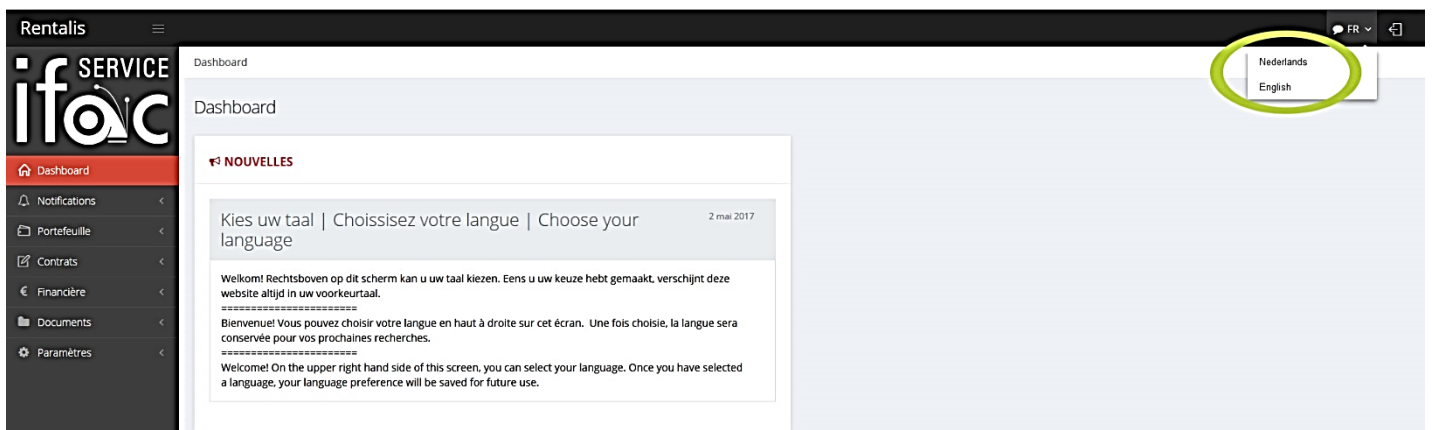 Rentalis
FR
SERVICE
ifac
Nederlands
English
Dashboard
Dashboard
NOUVELLES
Kies uw taal | Choissisez votre langue | Choose your
language
2 mai 2017
Welkom! Rechtsboven op dit scherm kan u uw taal kiezen. Eens u uw keuze hebt gemaakt, verschijnt deze
website altijd in uw voorkeurtaal.
=======================
Bienvenue! Vous pouvez choisir votre langue en haut à droite sur cet écran.  Une fois choisie, la langue sera
conservée pour vos prochaines recherches.
=======================
Welcome! On the upper right hand side of this screen, you can select your language. Once you have selected
a language, your language preference will be saved for future use.
Dashboard
Notifications
Portefeuille
Contrats
Financière
Documents
Paramètres